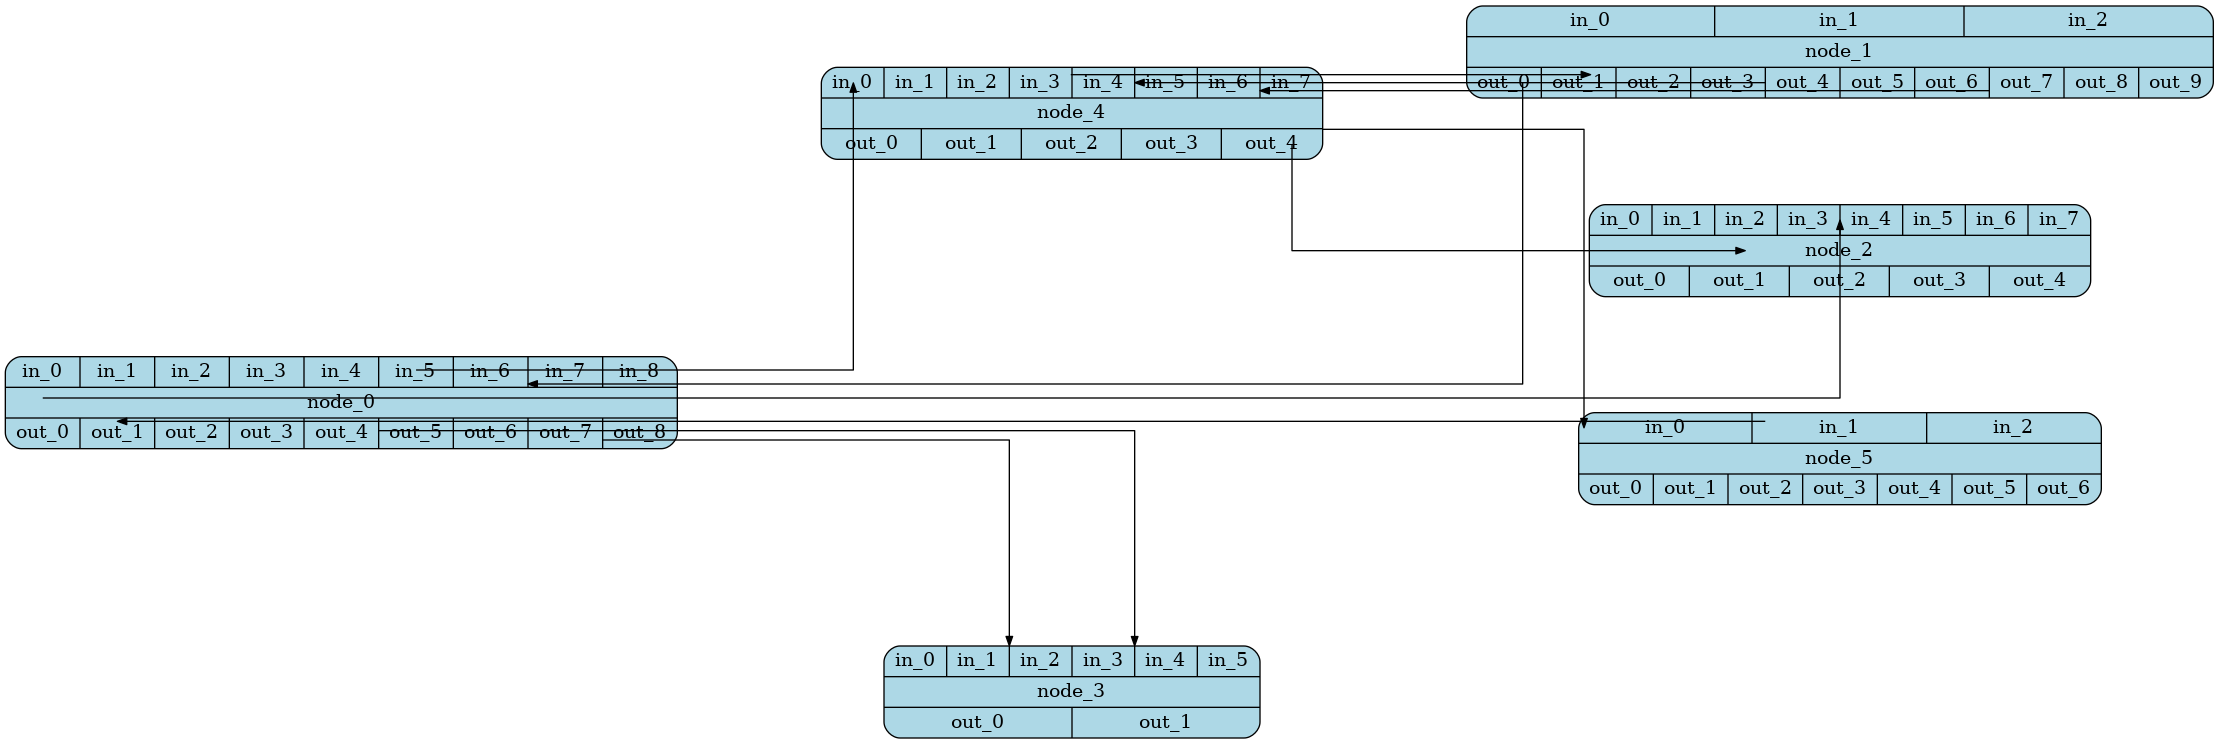 in_0 in_1 in_2
node_1
out_0 out_1 out_2 out_3 out_4 out_5 out_6 out_7 out_8 out_9
in_0 in_1 in_2 in_3 in_4 in_5 in_6 in_7
node_4
out_0 out_1 out_2 out_3 out_4
in_0 in_1 in_2 in_3 in_4 in_5 in_6 in_7
node_2
out_0 out_1 out_2 out_3 out_4
in_0 in_1 in_2 in_3 in_4 in_5 in_6 in_7 in_8
node_0
out_0 out_1 out_2 out_3 out_4 out_5 out_6 out_7 out_8
in_0 in_1 in_2
node_5
out_0 out_1 out_2 out_3 out_4 out_5 out_6
in_0 in_1 in_2 in_3 in_4 in_5
node_3
out_0 out_1